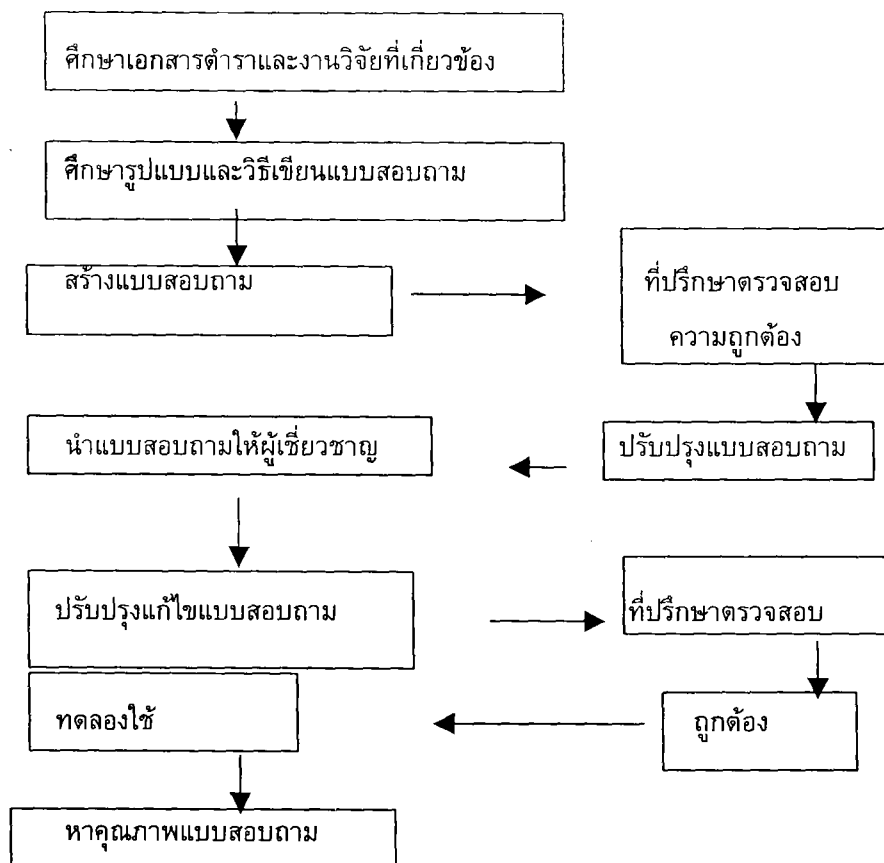 ศึกษาเอกสารตำราและงานวิจัยที่เกี่ยวข้อง
ศึกษารูปแบบและวิธีเขียนแบบสอบถาม
สร้างแบบสอบถาม
ที่ปรึกษาตรวจสอบ
ความถูกต้อง
ปรับปรุงแบบสอบถาม
นำแบบสอบถามให้ผู้เชี่ยวชาญ
ปรับปรุงแก้ไขแบบสอบถาม
ที่ปรึกษาตรวจสอบ
ถูกต้อง
ทดลองใช้
หาคุณภาพแบบสอบถาม